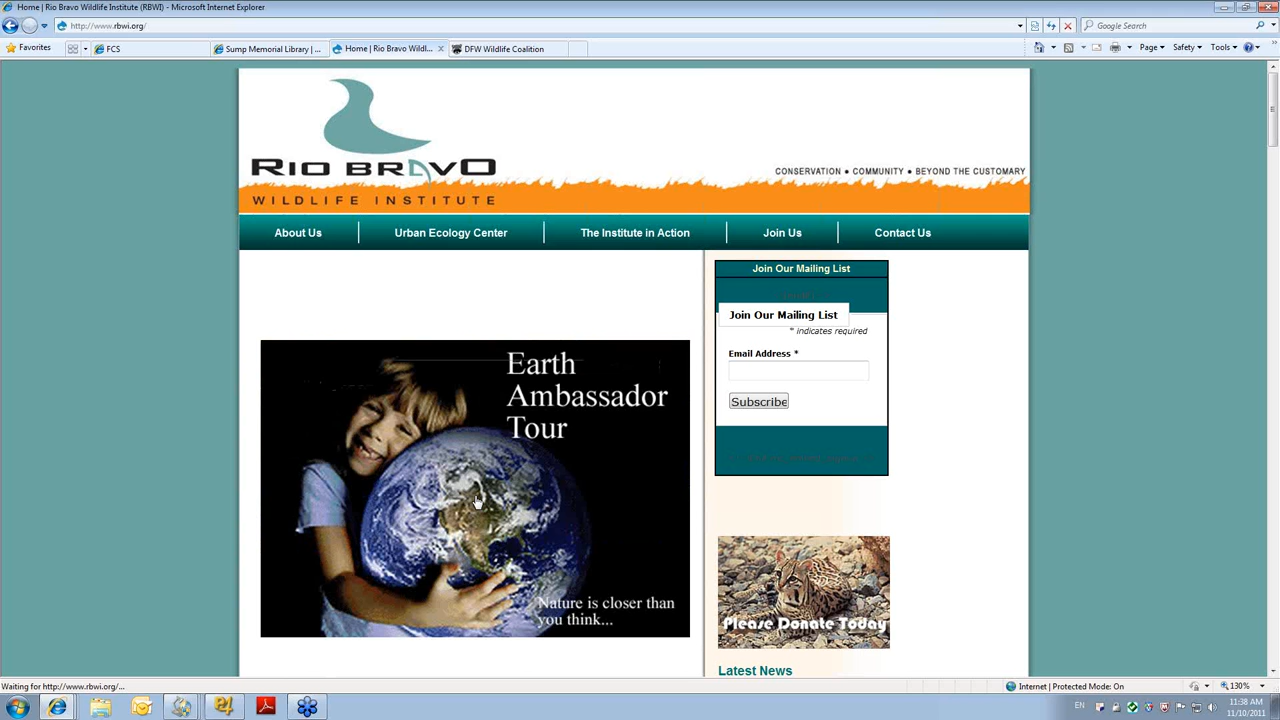 Home | Rio Bravo Wildlife Institute (RBWI) - Microsoft Internet Explorer
http://www.rbwi.org/
Google Search
Favorites
FCS
Sump Memorial Library | ...
Home | Rio Bravo Wildl...
DFW Wildlife Coalition
Page
Safety
Tools
RIO BRAVO
WILDLIFE INSTITUTE
CONSERVATION ● COMMUNITY ● BEYOND THE CUSTOMARY
About Us
Urban Ecology Center
The Institute in Action
Join Us
Contact Us
Join Our Mailing List
Join Our Mailing List
* indicates required
Email Address *
Subscribe
Earth
Ambassador
Tour
Nature is closer than
you think...
Please Donate Today
Latest News
Waiting for http://www.rbwi.org/...
Internet | Protected Mode: On
130%
EN
11:38 AM
11/10/2011